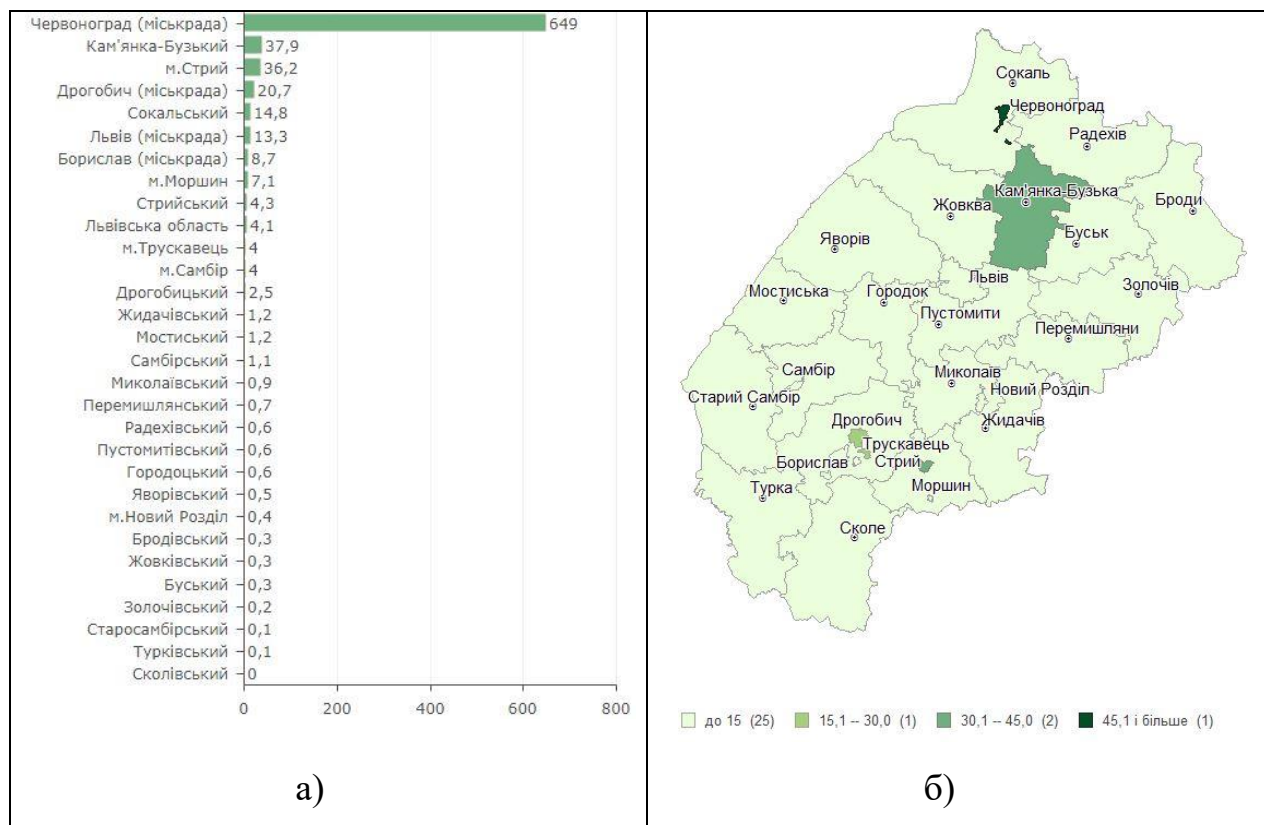 Червоноград (міськрада) 649
Кам'янка-Бузький 37,9
м.Стрий 36,2
Дрогобич (міськрада) 20,7
Сокальський 14,8
Львів (міськрада) 13,3
Борислав (міськрада) 8,7
м.Моршин 7,1
Стрийський 4,3
Львівська область 4,1
м.Трускавець 4
м.Самбір 4
Дрогобицький 2,5
Жидачівський 1,2
Мостиський 1,2
Самбірський 1,1
Миколаївський 0,9
Перемишлянський 0,7
Радехівський 0,6
Пустомитівський 0,6
Городоцький 0,6
Яворівський 0,5
м.Новий Розділ 0,4
Бродівський 0,3
Жовківський 0,3
Буський 0,3
Золочівський 0,2
Старосамбірський 0,1
Турківський 0,1
Сколівський 0
0 200 400 600 800
а)
Сокаль
Червоноград
Радехів
Кам'янка-Бузька
Броди
Жовква
Буськ
Яворів
Львів
Золочів
Мостиська
Городок
Пустомити
Перемишляни
Самбір
Миколаїв
Новий Розділ
Старий Самбір
Жидачів
Дрогобич
Трускавець
Борислав
Стрий
Турка
Моршин
Сколе
до 15 (25) 15,1 -- 30,0 (1) 30,1 -- 45,0 (2) 45,1 і більше (1)
б)